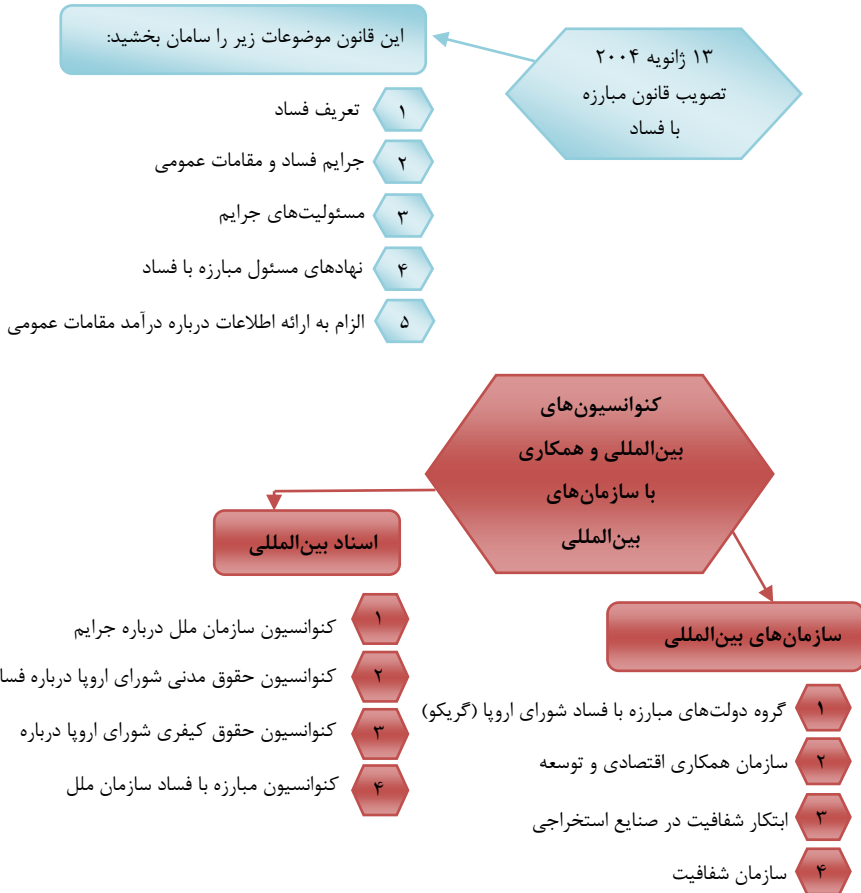 ۱۳ ژانویه ۲۰۰۴
تصویب قانون مبارزه
با فساد
این قانون موضوعات زیر را سامان بخشید:
۱ تعریف فساد
۲ جرایم فساد و مقامات عمومی
۳ مسئولیت‌های جرایم
۴ نهادهای مسئول مبارزه با فساد
۵ الزام به ارائه اطلاعات درباره درآمد مقامات عمومی
کنوانسیون‌های
بین‌المللی و همکاری
با سازمان‌های
بین‌المللی
سازمان‌های بین‌المللی
۱ گروه دولت‌های مبارزه با فساد شورای اروپا (گریکو)
۲ سازمان همکاری اقتصادی و توسعه
۳ ابتکار شفافیت در صنایع استخراجی
۴ سازمان شفافیت
اسناد بین‌المللی
۱ کنوانسیون سازمان ملل درباره جرایم
۲ کنوانسیون حقوق مدنی شورای اروپا درباره فسا
۳ کنوانسیون حقوق کیفری شورای اروپا درباره
۴ کنوانسیون مبارزه با فساد سازمان ملل